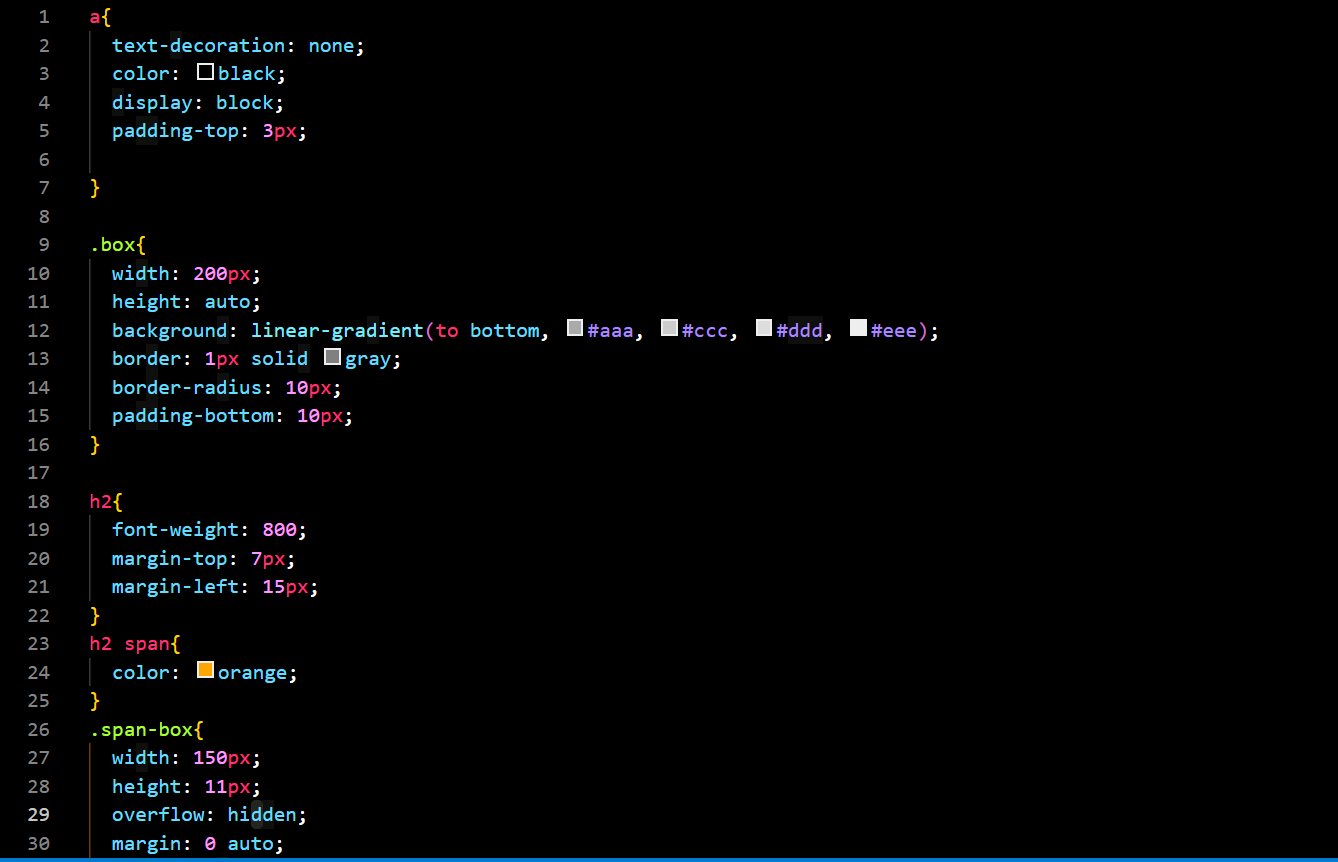 1 a{
2 text-decoration: none;
3 color: black;
4 display: block;
5 padding-top: 3px;
6
7 }
8
9 .box{
10 width: 200px;
11 height: auto;
12 background: linear-gradient(to bottom, #aaa, #ccc, #ddd, #eee);
13 border: 1px solid gray;
14 border-radius: 10px;
15 padding-bottom: 10px;
16 }
17
18 h2{
19 font-weight: 800;
20 margin-top: 7px;
21 margin-left: 15px;
22 }
23 h2 span{
24 color: orange;
25 }
26 .span-box{
27 width: 150px;
28 height: 11px;
29 overflow: hidden;
30 margin: 0 auto;